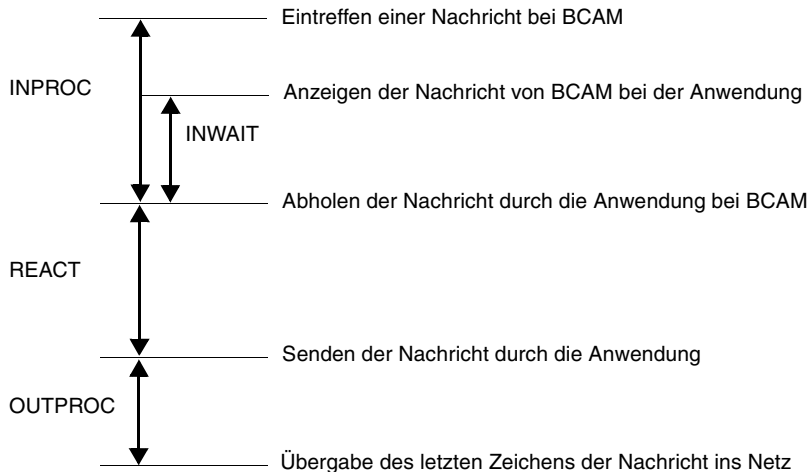 Eintreffen einer Nachricht bei BCAM
INPROC
Anzeigen der Nachricht von BCAM bei der Anwendung
INWAIT
Abholen der Nachricht durch die Anwendung bei BCAM
REACT
Senden der Nachricht durch die Anwendung
OUTPROC
Übergabe des letzten Zeichens der Nachricht ins Netz